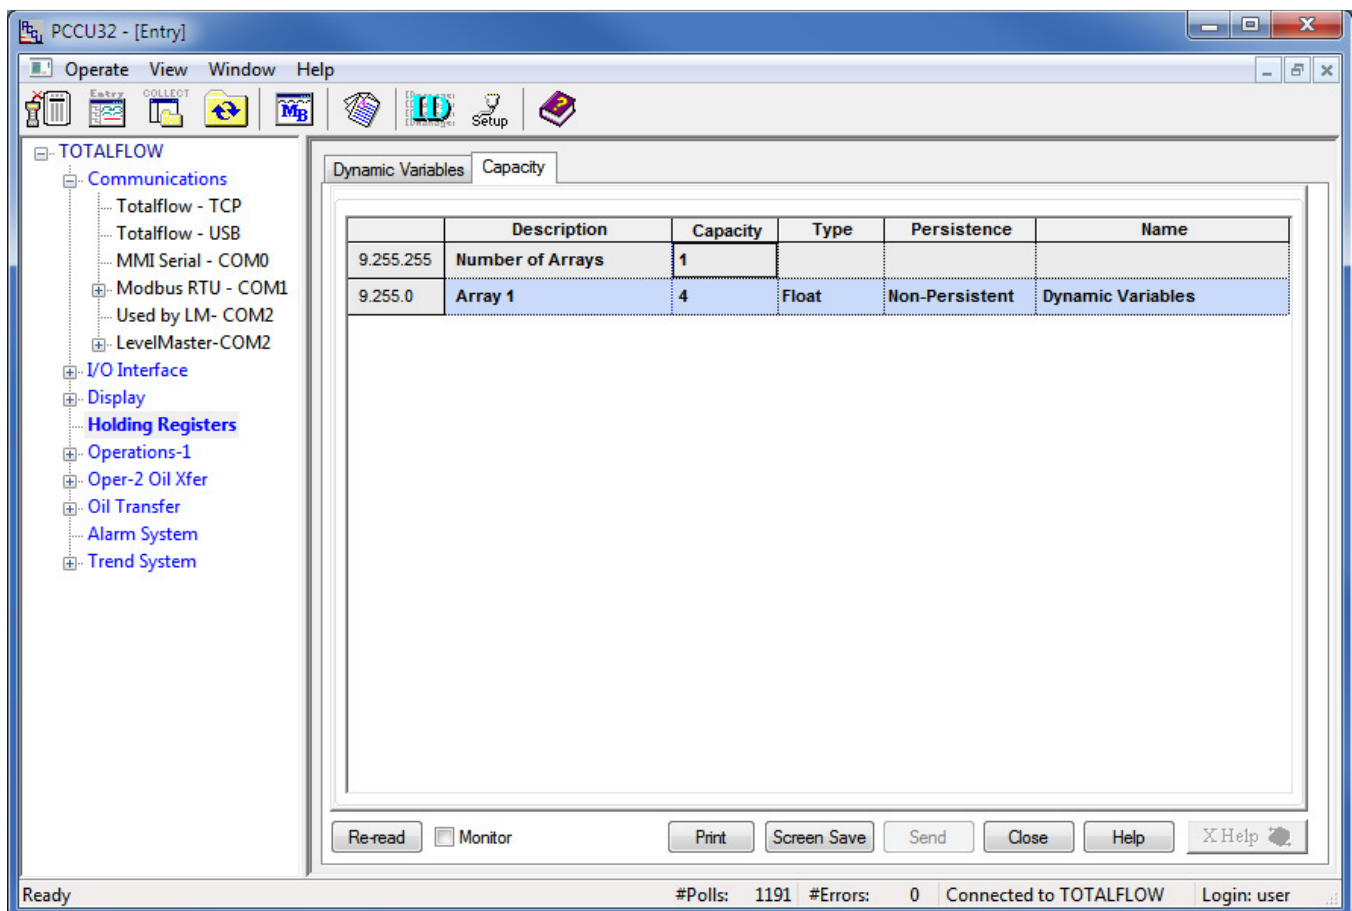 PCCU32 - [Entry]
Operate View Window Help
Entry COLLECT MB ID Setup
TOTALFLOW
Communications
Totalflow - TCP
Totalflow - USB
MMI Serial - COM0
Modbus RTU - COM1
Used by LM- COM2
LevelMaster-COM2
I/O Interface
Display
Holding Registers
Operations-1
Oper-2 Oil Xfer
Oil Transfer
Alarm System
Trend System
Dynamic Variables Capacity
Description Capacity Type Persistence Name
9.255.255 Number of Arrays 1
9.255.0 Array 1 4 Float Non-Persistent Dynamic Variables
Re-read Monitor Print Screen Save Send Close Help X Help
Ready #Polls: 1191 #Errors: 0 Connected to TOTALFLOW Login: user